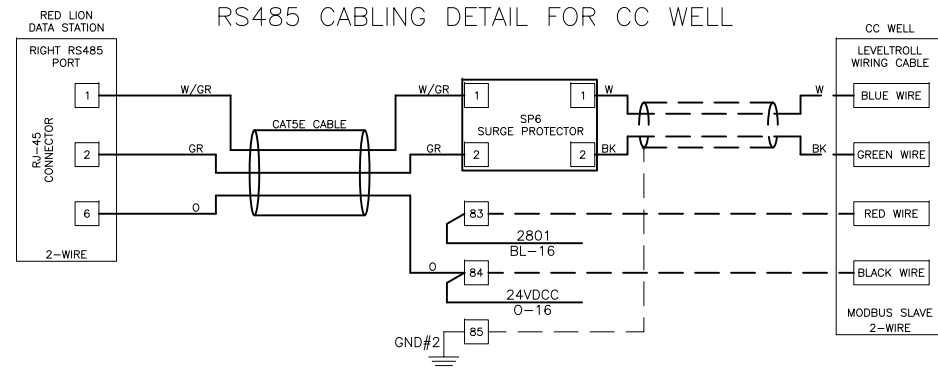 RS485 CABLING DETAIL FOR CC WELL
RED LION
DATA STATION
RIGHT RS485
PORT
RJ-45
CONNECTOR
1
2
6
2-WIRE
W/GR
GR
O
CAT5E CABLE
W/GR
GR
O
1
2
SP6
SURGE PROTECTOR
1
2
W
BK
83
2801
BL-16
84
24VDCC
O-16
85
GND#2
W
BK
CC WELL
LEVELTROLL
WIRING CABLE
BLUE WIRE
GREEN WIRE
RED WIRE
BLACK WIRE
MODBUS SLAVE
2-WIRE